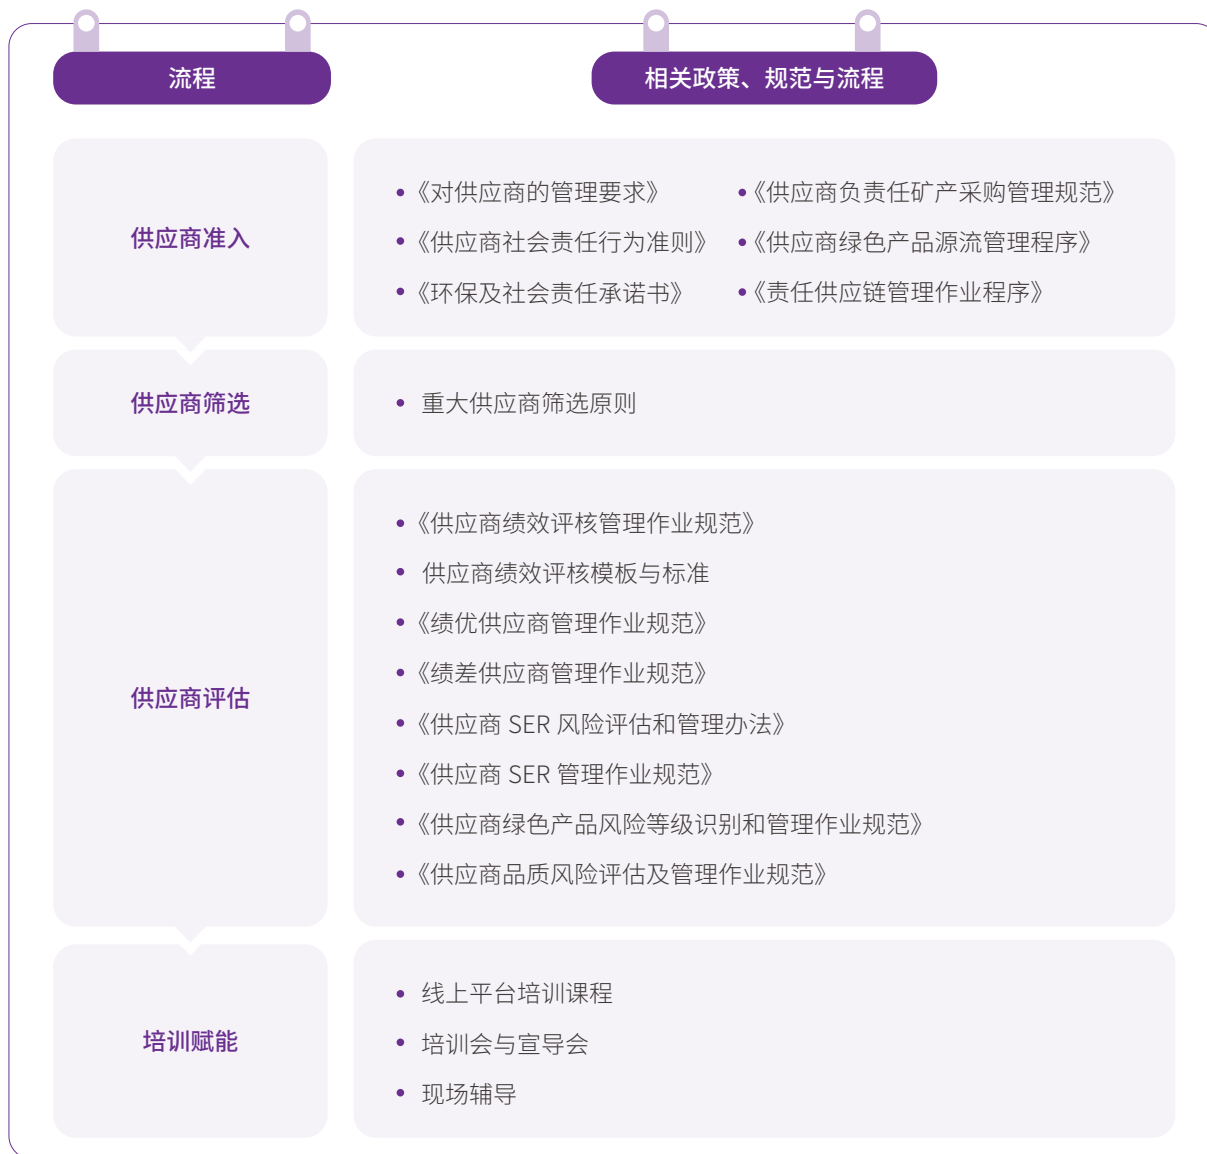 流程
相关政策、规范与流程
供应商准入
•《对供应商的管理要求》
•《供应商负责任矿产采购管理规范》
•《供应商社会责任行为准则》
•《供应商绿色产品源流管理程序》
•《环保及社会责任承诺书》
•《责任供应链管理作业程序》
供应商筛选
• 重大供应商筛选原则
供应商评估
•《供应商绩效评核管理作业规范》
• 供应商绩效评核模板与标准
•《绩优供应商管理作业规范》
•《绩差供应商管理作业规范》
•《供应商 SER 风险评估和管理办法》
•《供应商 SER 管理作业规范》
•《供应商绿色产品风险等级识别和管理作业规范》
•《供应商品质风险评估及管理作业规范》
培训赋能
• 线上平台培训课程
• 培训会与宣导会
• 现场辅导